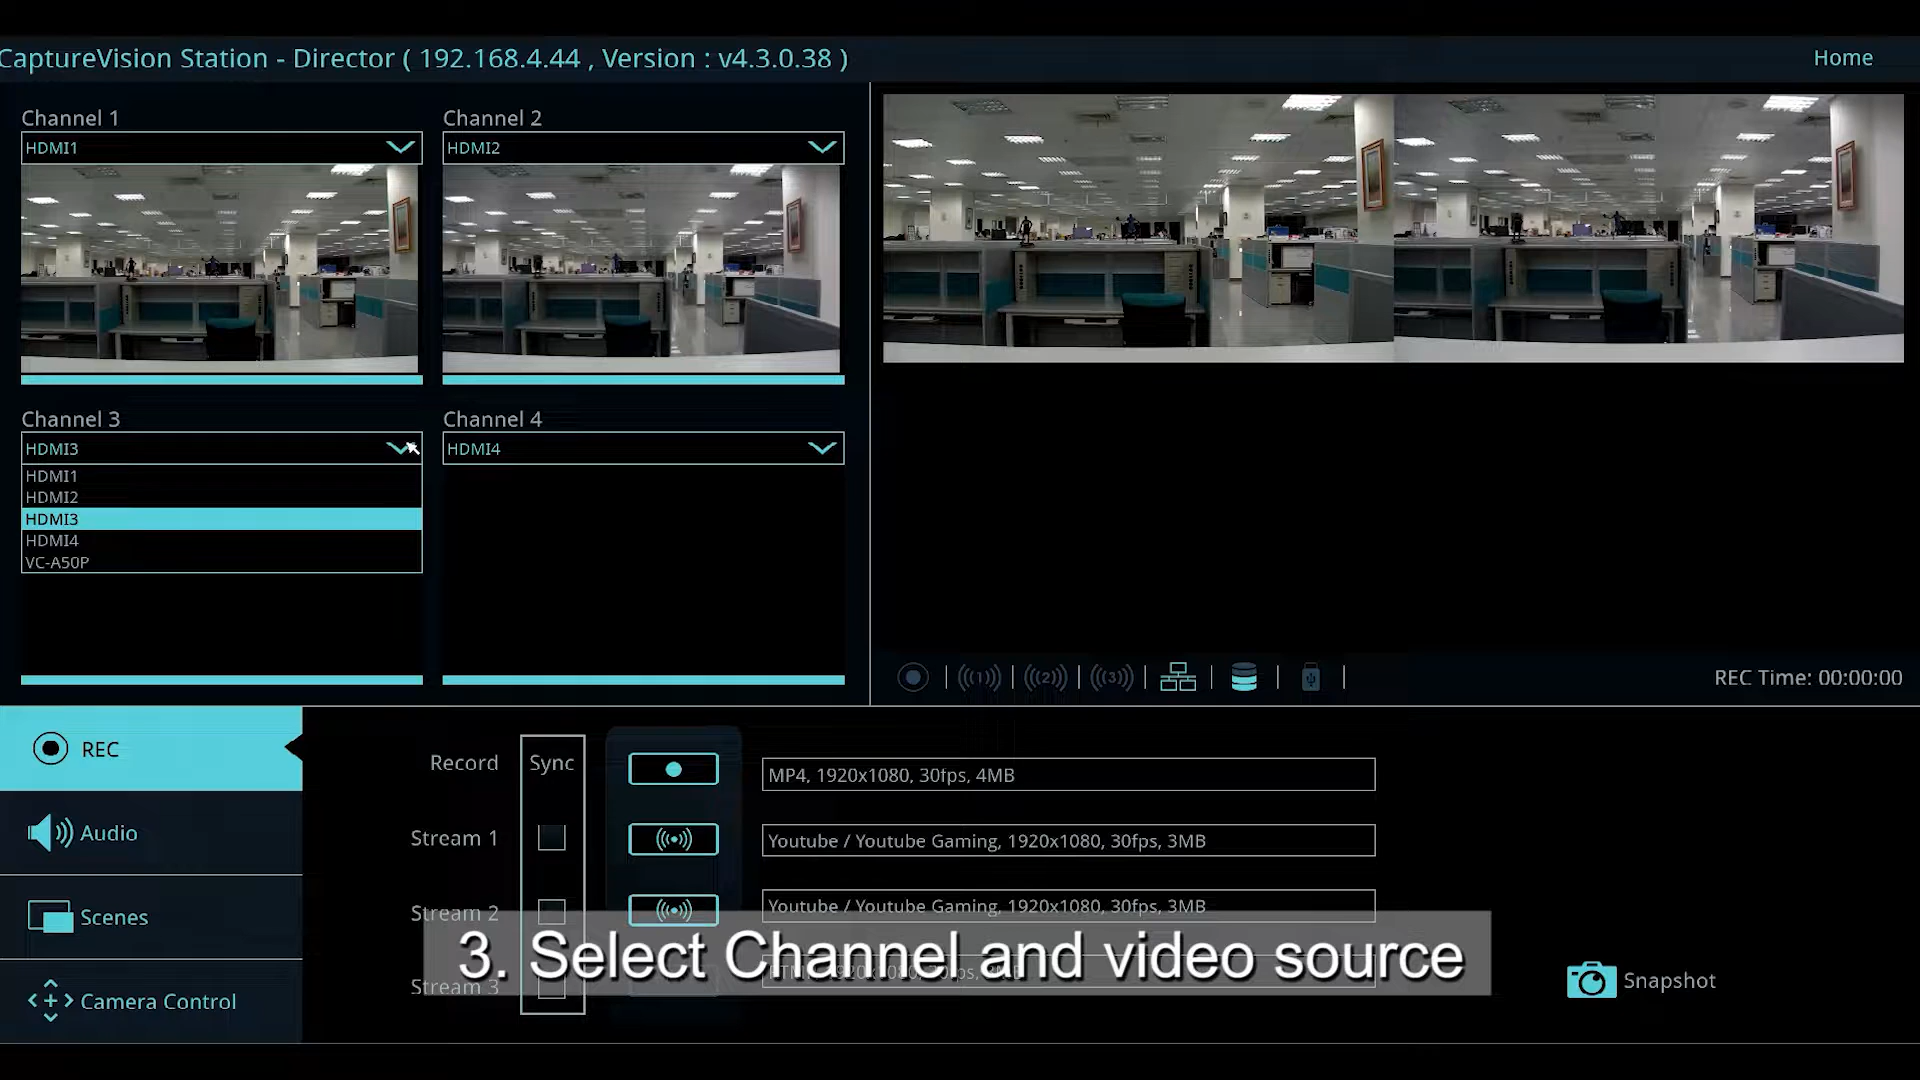 CaptureVision Station - Director ( 192.168.4.44 , Version : v4.3.0.38 )
Home
Channel 1
HDMI1
Channel 2
HDMI2
Channel 3
HDMI3
HDMI1
HDMI2
HDMI3
HDMI4
VC-A50P
Channel 4
HDMI4
(1)
(2)
(3)
REC Time: 00:00:00
REC
Audio
Scenes
Camera Control
Record
Sync
MP4, 1920x1080, 30fps, 4MB
Stream 1
Youtube / Youtube Gaming, 1920x1080, 30fps, 3MB
Stream 2
Youtube / Youtube Gaming, 1920x1080, 30fps, 3MB
3. Select Channel and video source
Stream 3
Snapshot